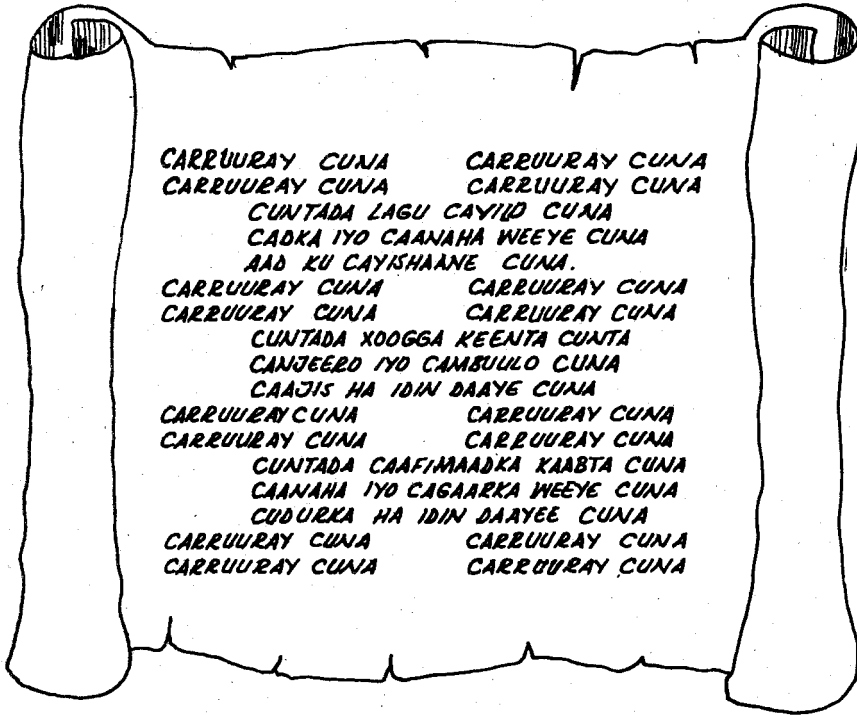 CARRUURAY CUNA CARRUURAY CUNA
CARRUURAY CUNA CARRUURAY CUNA
CUNTADA LAGU CAYILO CUNA
CADKA IYO CAANAHA WEEYE CUNA
AAD KU CAYISHAANE CUNA.
CARRUURAY CUNA CARRUURAY CUNA
CARRUURAY CUNA CARRUURAY CUNA
CUNTADA XOOGGA KEENTA CUNTA
CANJEERO IYO CAMBUULO CUNA
CAAJIS HA IDIN DAAYE CUNA
CARRUURAY CUNA CARRUURAY CUNA
CARRUURAY CUNA CARRUURAY CUNA
CUNTADA CAAFIMAADKA KAABTA CUNA
CAANAHA IYO CAGAARKA WEEYE CUNA
CUDURKA HA IDIN DAAYEE CUNA
CARRUURAY CUNA CARRUURAY CUNA
CARRUURAY CUNA CARRUURAY CUNA